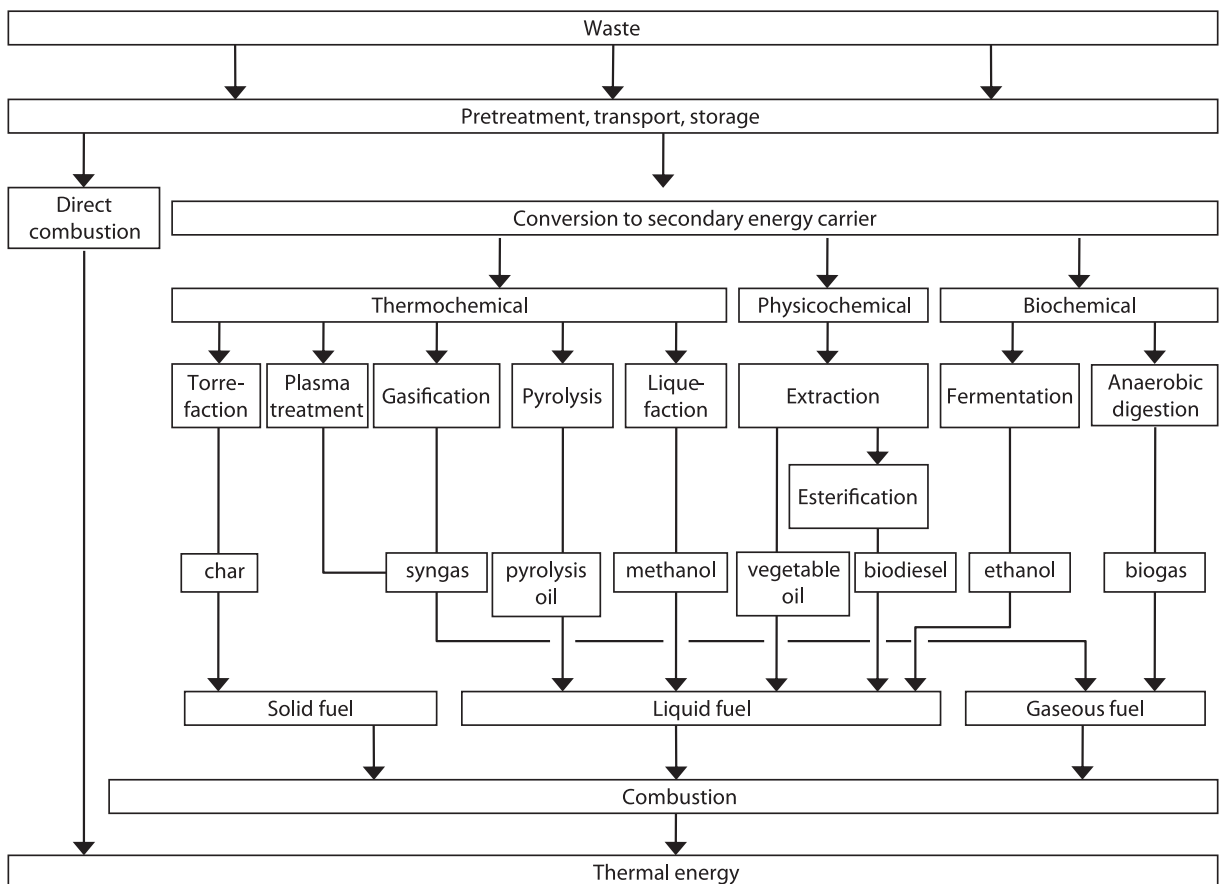 Waste
Pretreatment, transport, storage
Direct
combustion
Conversion to secondary energy carrier
Thermochemical
Physicochemical
Biochemical
Torre-
faction
Plasma
treatment
Gasification
Pyrolysis
Lique-
faction
Extraction
Fermentation
Anaerobic
digestion
Esterification
char
syngas
pyrolysis
oil
methanol
vegetable
oil
biodiesel
ethanol
biogas
Solid fuel
Liquid fuel
Gaseous fuel
Combustion
Thermal energy